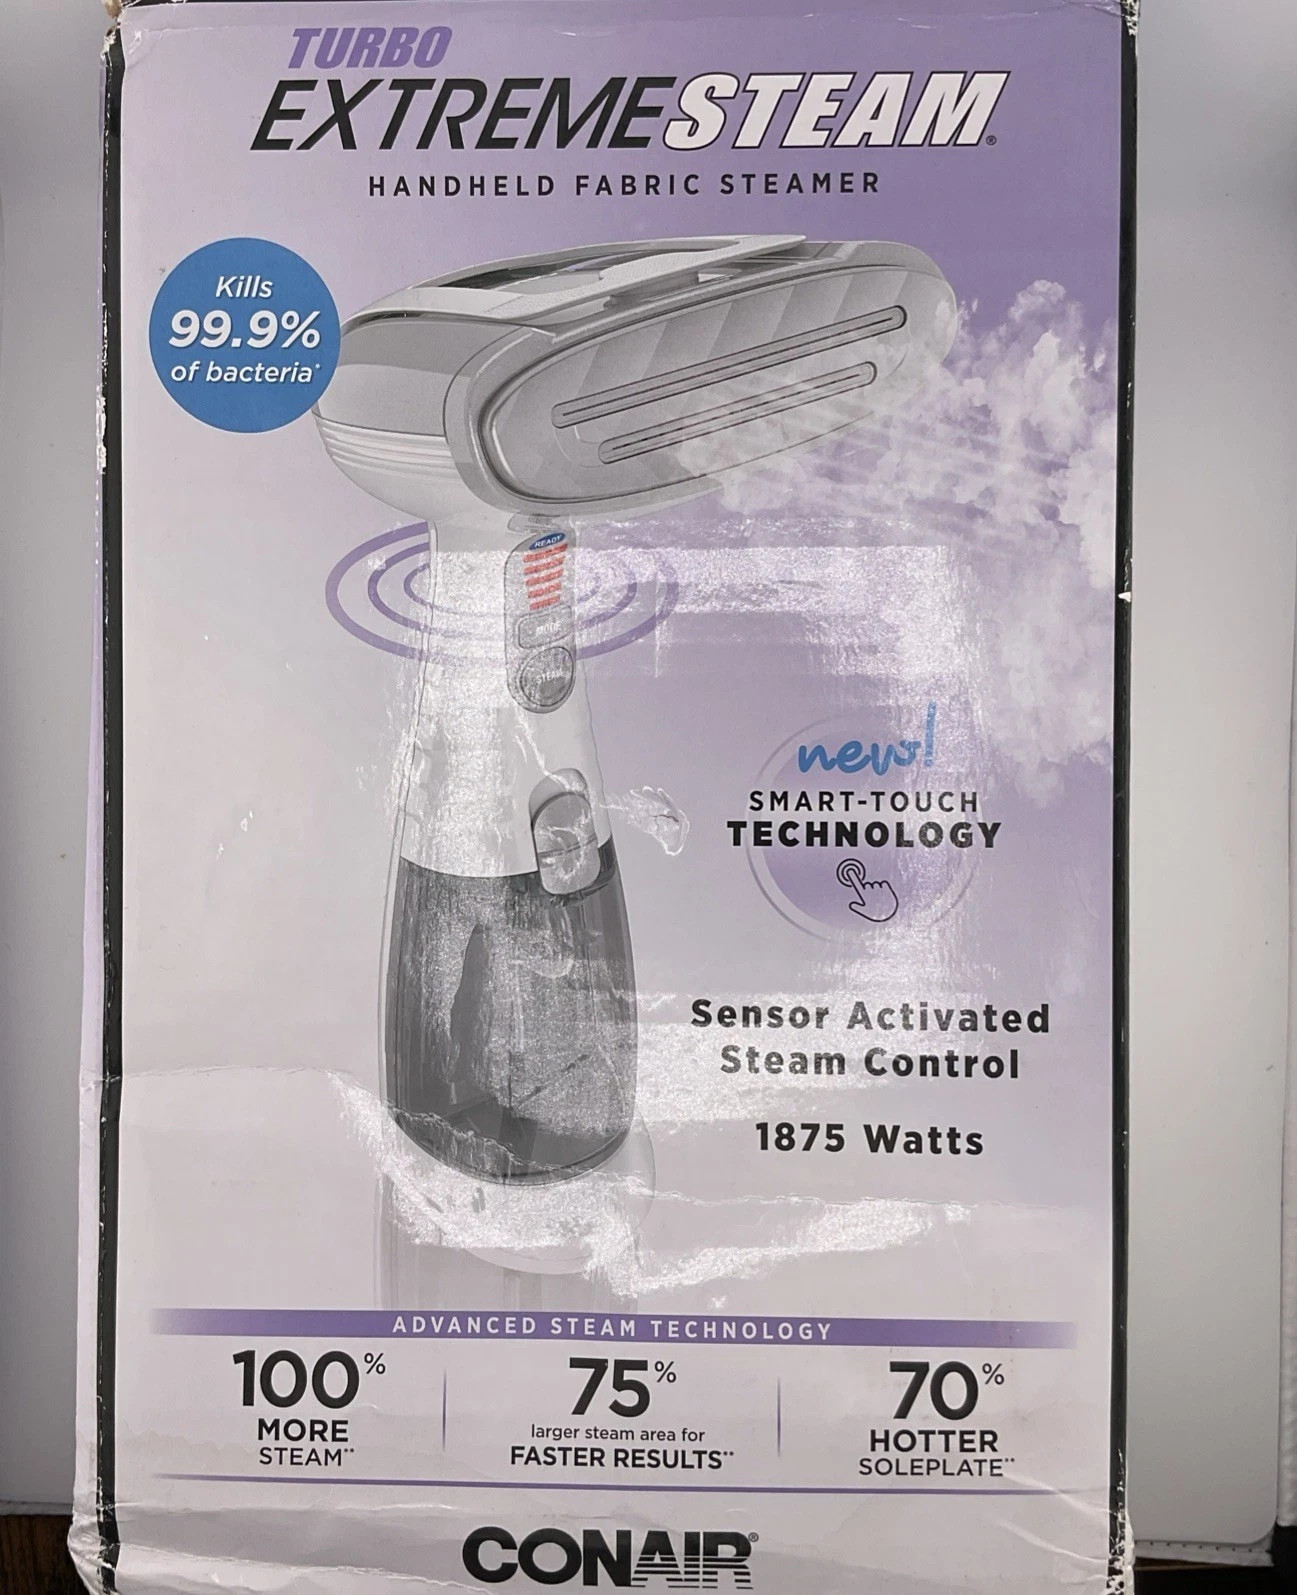 TURBO
EXTREMESTEAM®
HANDHELD FABRIC STEAMER
Kills
99.9%
of bacteria*
READY
MODE
STEAM
new!
SMART-TOUCH
TECHNOLOGY
Sensor Activated
Steam Control
1875 Watts
ADVANCED STEAM TECHNOLOGY
100%
MORE
STEAM**
75%
larger steam area for
FASTER RESULTS**
70%
HOTTER
SOLEPLATE**
CONAIR®